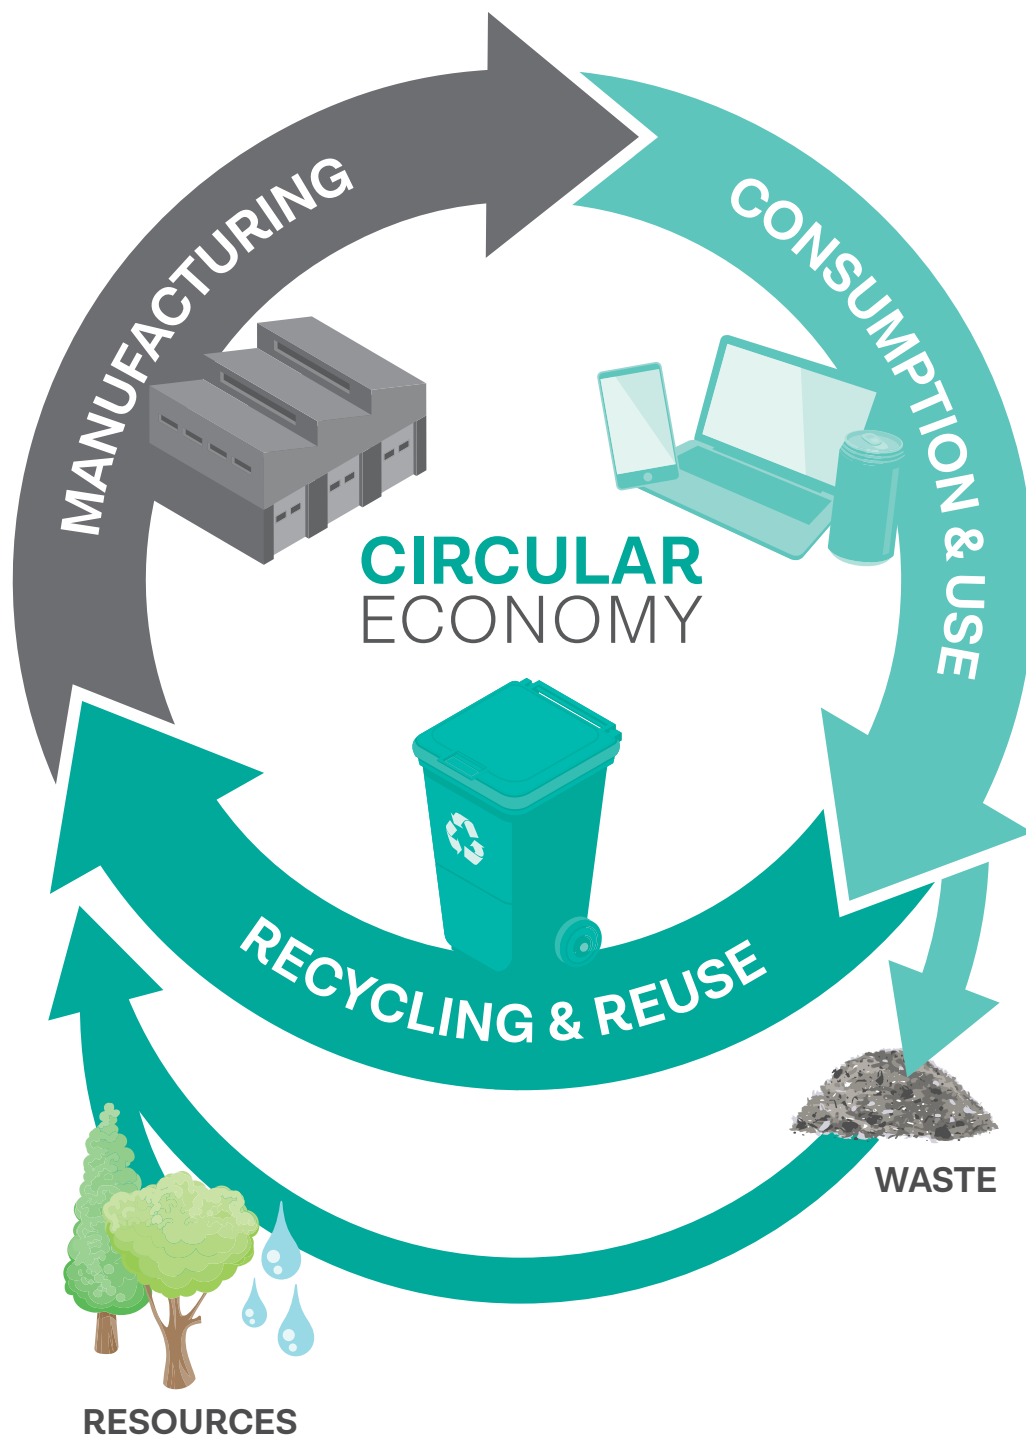 MANUFACTURING
CONSUMPTION & USE
CIRCULAR
ECONOMY
RECYCLING & REUSE
WASTE
RESOURCES